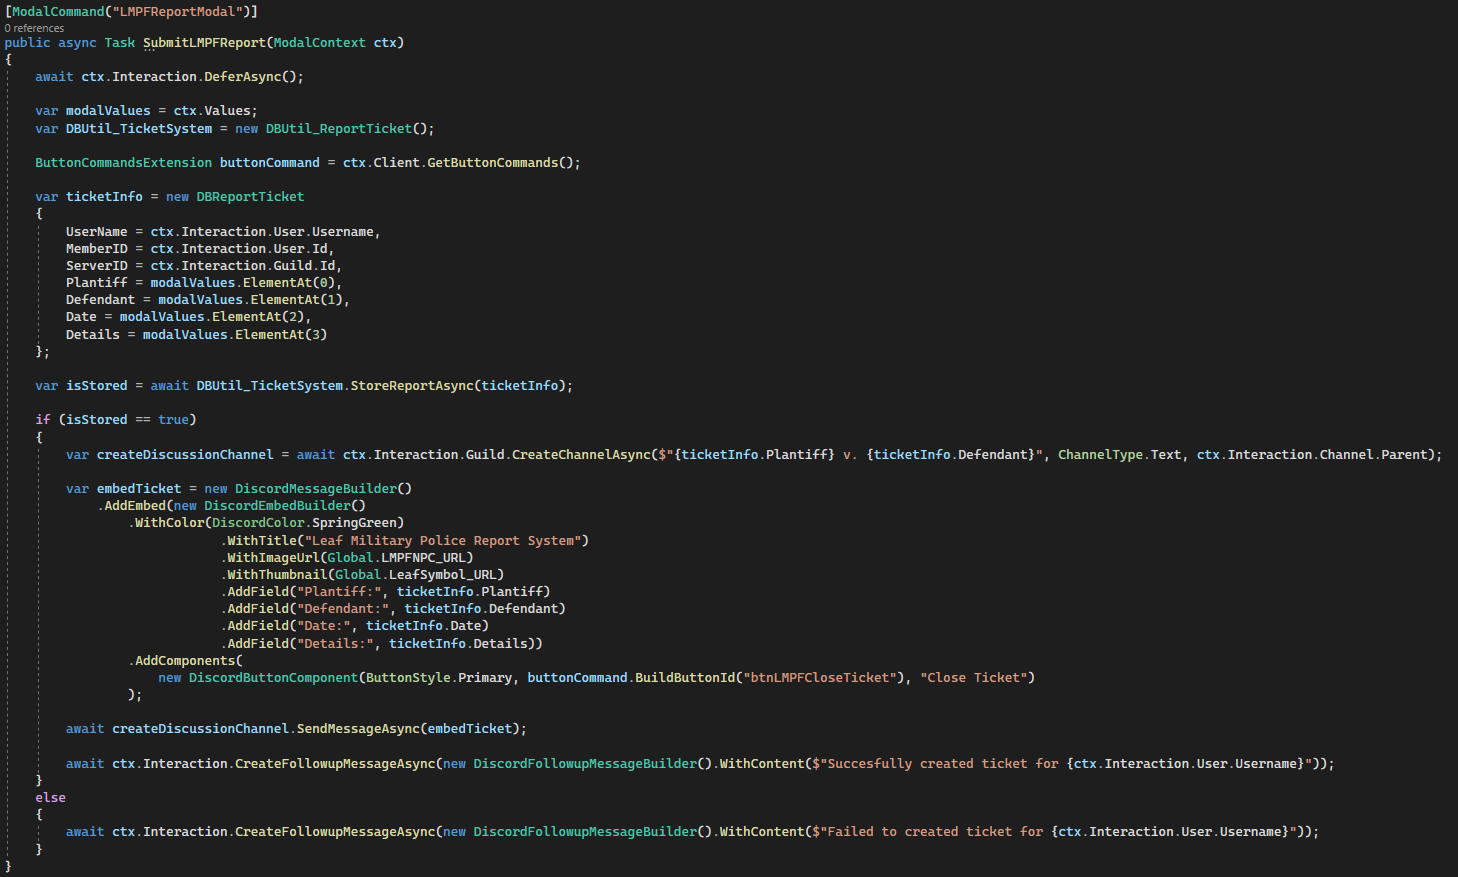 [ModalCommand("LMPFReportModal")]
0 references
public async Task SubmitLMPFReport(ModalContext ctx)
{
    await ctx.Interaction.DeferAsync();

    var modalValues = ctx.Values;
    var DBUtil_TicketSystem = new DBUtil_ReportTicket();

    ButtonCommandsExtension buttonCommand = ctx.Client.GetButtonCommands();

    var ticketInfo = new DBReportTicket
    {
        UserName = ctx.Interaction.User.Username,
        MemberID = ctx.Interaction.User.Id,
        ServerID = ctx.Interaction.Guild.Id,
        Plantiff = modalValues.ElementAt(0),
        Defendant = modalValues.ElementAt(1),
        Date = modalValues.ElementAt(2),
        Details = modalValues.ElementAt(3)
    };

    var isStored = await DBUtil_TicketSystem.StoreReportAsync(ticketInfo);

    if (isStored == true)
    {
        var createDiscussionChannel = await ctx.Interaction.Guild.CreateChannelAsync($"{ticketInfo.Plantiff} v. {ticketInfo.Defendant}", ChannelType.Text, ctx.Interaction.Channel.Parent);

        var embedTicket = new DiscordMessageBuilder()
            .AddEmbed(new DiscordEmbedBuilder()
                .WithColor(DiscordColor.SpringGreen)
                            .WithTitle("Leaf Military Police Report System")
                            .WithImageUrl(Global.LMPFNPC_URL)
                            .WithThumbnail(Global.LeafSymbol_URL)
                            .AddField("Plantiff:", ticketInfo.Plantiff)
                            .AddField("Defendant:", ticketInfo.Defendant)
                            .AddField("Date:", ticketInfo.Date)
                            .AddField("Details:", ticketInfo.Details))
                .AddComponents(
                    new DiscordButtonComponent(ButtonStyle.Primary, buttonCommand.BuildButtonId("btnLMPFCloseTicket"), "Close Ticket")
                );

        await createDiscussionChannel.SendMessageAsync(embedTicket);

        await ctx.Interaction.CreateFollowupMessageAsync(new DiscordFollowupMessageBuilder().WithContent($"Succesfully created ticket for {ctx.Interaction.User.Username}"));
    }
    else
    {
        await ctx.Interaction.CreateFollowupMessageAsync(new DiscordFollowupMessageBuilder().WithContent($"Failed to created ticket for {ctx.Interaction.User.Username}"));
    }
}